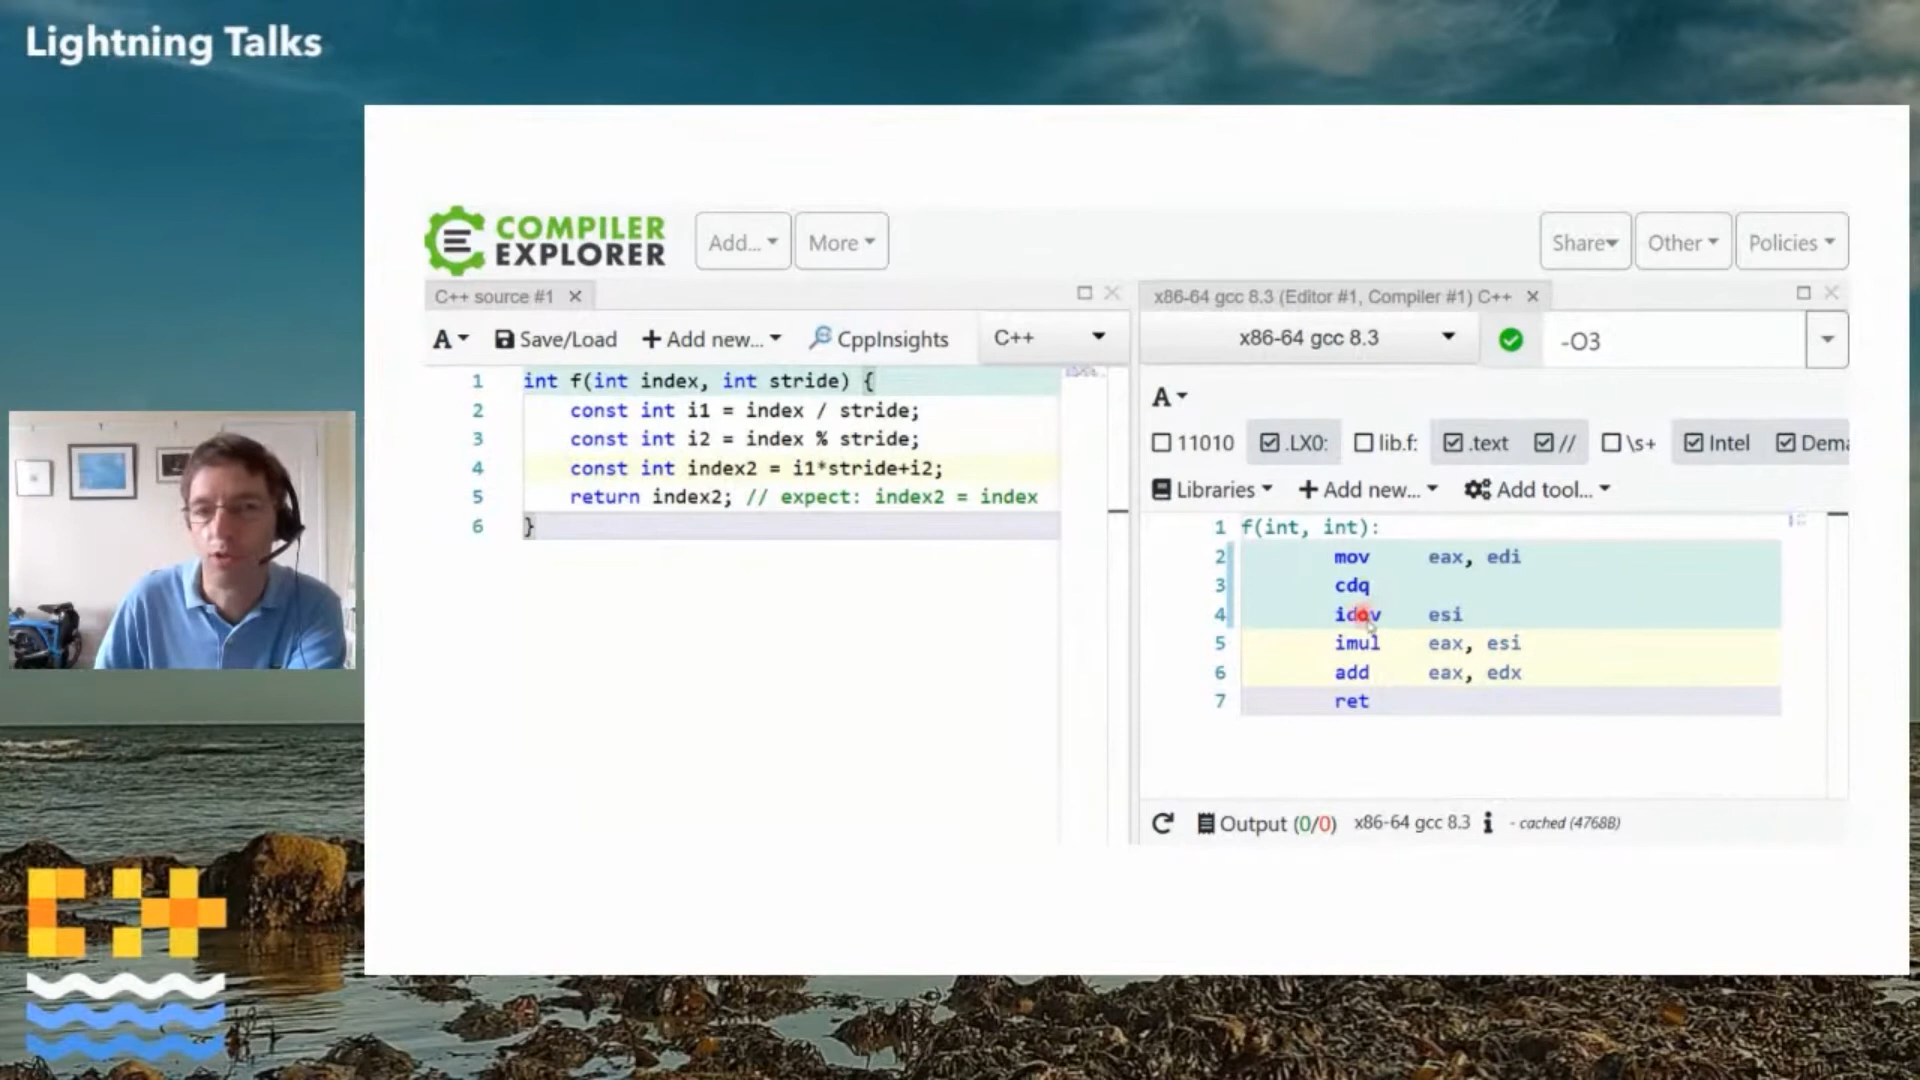 Lightning Talks
COMPILER
EXPLORER
Add...
More
Share
Other
Policies
C++ source #1
A
Save/Load
+ Add new...
CppInsights
C++
1 int f(int index, int stride) {
2 const int i1 = index / stride;
3 const int i2 = index % stride;
4 const int index2 = i1*stride+i2;
5 return index2; // expect: index2 = index
6 }
x86-64 gcc 8.3 (Editor #1, Compiler #1) C++
x86-64 gcc 8.3
-O3
A
11010
.LX0:
lib.f:
.text
//
\s+
Intel
Dema
Libraries
+ Add new...
Add tool...
1 f(int, int):
2 mov eax, edi
3 cdq
4 idiv esi
5 imul eax, esi
6 add eax, edx
7 ret
Output (0/0)
x86-64 gcc 8.3
i
- cached (4768B)
C++